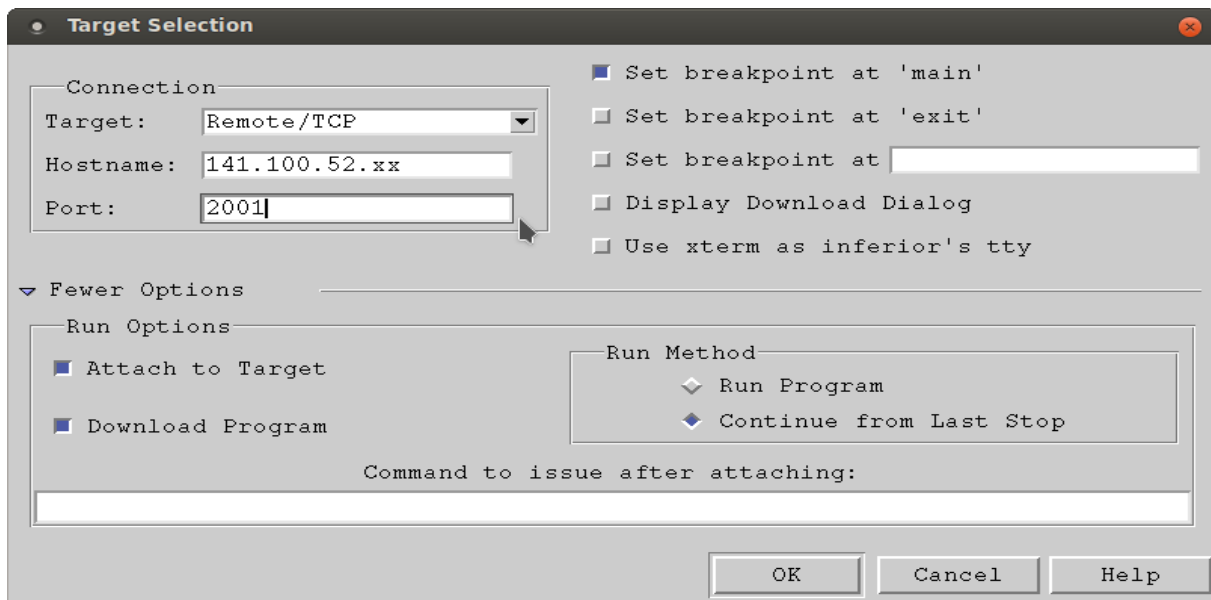 Target Selection
Connection
Target: Remote/TCP
Hostname: 141.100.52.xx
Port: 2001
Set breakpoint at 'main'
Set breakpoint at 'exit'
Set breakpoint at
Display Download Dialog
Use xterm as inferior's tty
Fewer Options
Run Options
Attach to Target
Download Program
Run Method
Run Program
Continue from Last Stop
Command to issue after attaching:
OK Cancel Help